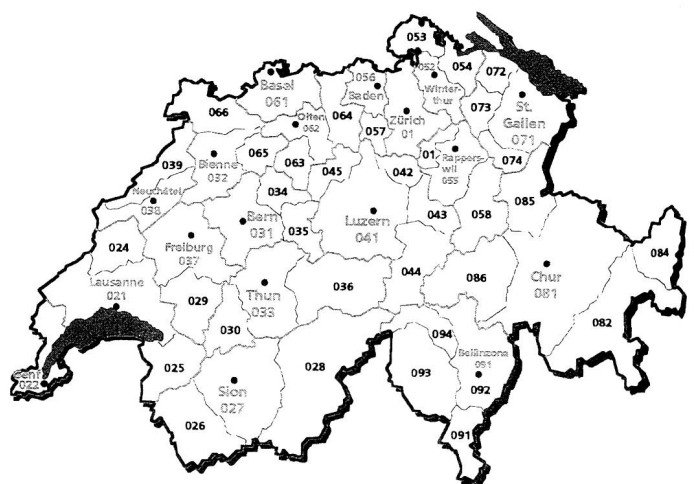 053
052
Winter-
thur
054
072
Basel
061
056
Baden
Zürich
01
073
St.
Gallen
071
066
Olten
062
064
057
039
Bienne
032
065
063
045
01
Rappers-
wil
055
074
042
034
Neuchâtel
038
Bern
031
035
Luzern
041
043
058
085
024
Freiburg
037
044
086
Chur
081
084
Lausanne
021
029
Thun
033
036
082
030
094
Bellinzona
091
092
Genf
022
025
Sion
027
028
093
026
091